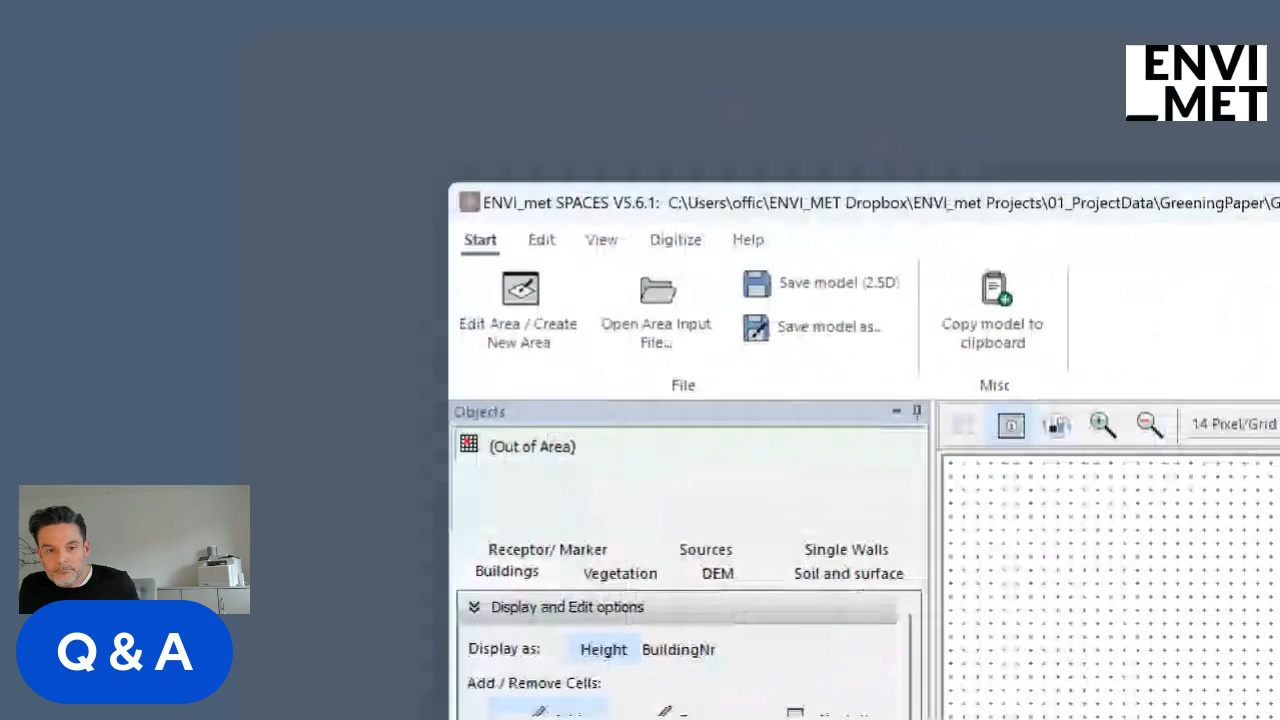 ENVI
_MET
ENVI_met SPACES V5.6.1: C:\Users\offic\ENVI_MET Dropbox\ENVI_met Projects\01_ProjectData\GreeningPaper\G
Start Edit View Digitize Help
Edit Area / Create New Area
Open Area Input File...
Save model (2.5D)
Save model as...
Copy model to clipboard
File Misc
Objects
14 Pixel/Grid
(Out of Area)
Receptor/ Marker Sources Single Walls
Buildings Vegetation DEM Soil and surface
Display and Edit options
Display as: Height BuildingNr
Add / Remove Cells:
Q & A